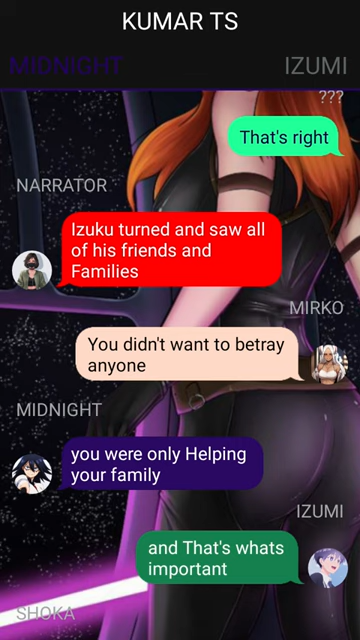 KUMAR TS
MIDNIGHT IZUMI
???
That's right
NARRATOR
Izuku turned and saw all
of his friends and
Families
MIRKO
You didn't want to betray
anyone
MIDNIGHT
you were only Helping
your family
IZUMI
and That's whats
important
SHOKA